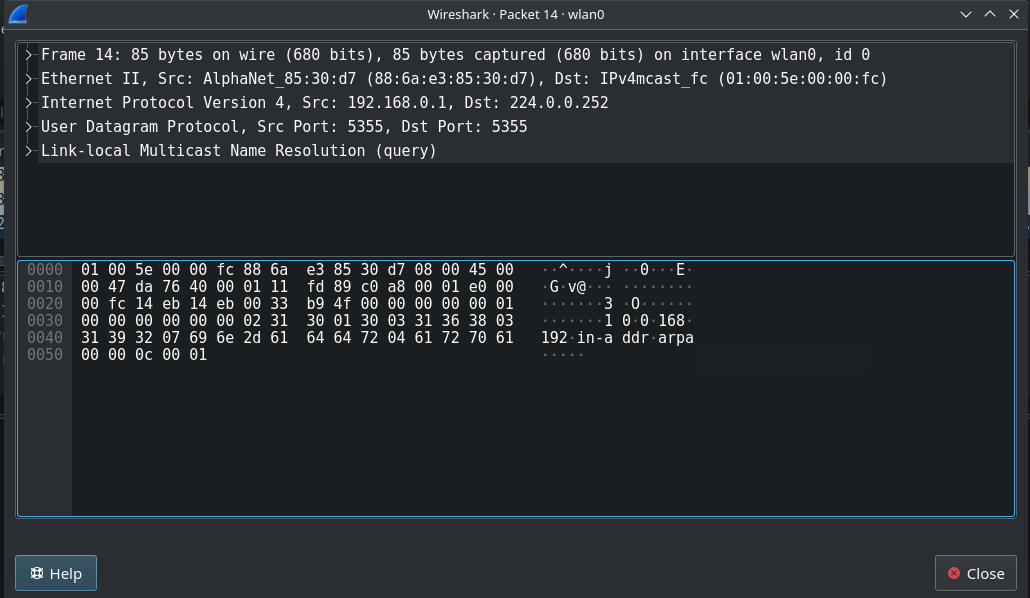 Wireshark · Packet 14 · wlan0
Frame 14: 85 bytes on wire (680 bits), 85 bytes captured (680 bits) on interface wlan0, id 0
Ethernet II, Src: AlphaNet_85:30:d7 (88:6a:e3:85:30:d7), Dst: IPv4mcast_fc (01:00:5e:00:00:fc)
Internet Protocol Version 4, Src: 192.168.0.1, Dst: 224.0.0.252
User Datagram Protocol, Src Port: 5355, Dst Port: 5355
Link-local Multicast Name Resolution (query)
0000 01 00 5e 00 00 fc 88 6a e3 85 30 d7 08 00 45 00 ··^····j ··0···E·
0010 00 47 da 76 40 00 01 11 fd 89 c0 a8 00 01 e0 00 ·G·v@··· ········
0020 00 fc 14 eb 14 eb 00 33 b9 4f 00 00 00 00 00 01 ·······3 ·O······
0030 00 00 00 00 00 00 02 31 30 01 30 03 31 36 38 03 ·······1 0·0·168·
0040 31 39 32 07 69 6e 2d 61 64 64 72 04 61 72 70 61 192·in-a ddr·arpa
0050 00 00 0c 00 01 ·····
Help
Close